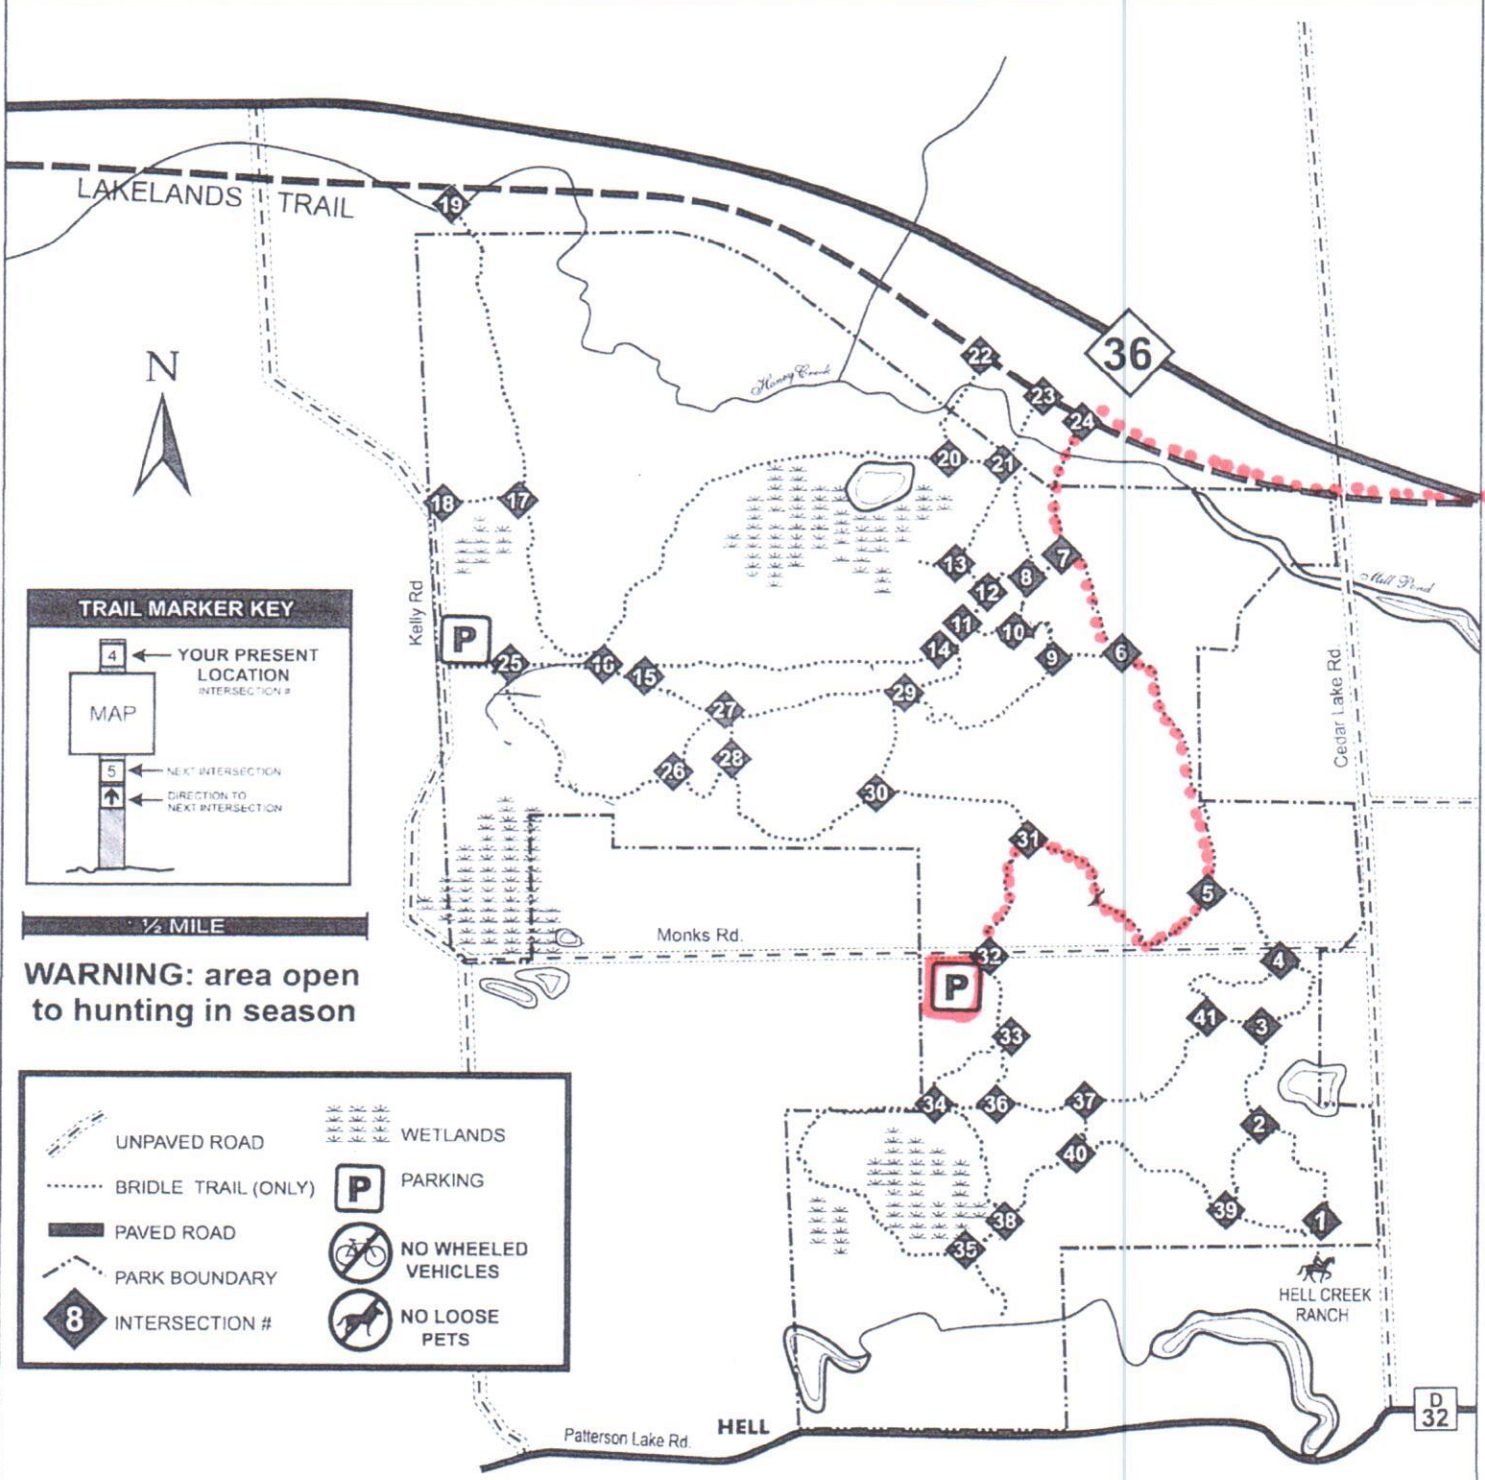 LAKELANDS TRAIL
19
N
36
22
23
24
Honey Creek
20
21
18
17
13
8
7
12
Mill Pond
TRAIL MARKER KEY
4
YOUR PRESENT
LOCATION
INTERSECTION #
MAP
5
NEXT INTERSECTION
DIRECTION TO
NEXT INTERSECTION
Kelly Rd
P
25
16
15
11
10
14
9
6
29
27
28
26
30
Cedar Lake Rd.
31
5
½ MILE
Monks Rd.
32
4
P
WARNING: area open
to hunting in season
41
3
33
34
36
37
2
40
39
1
38
35
UNPAVED ROAD
WETLANDS
BRIDLE TRAIL (ONLY)
P
PARKING
PAVED ROAD
NO WHEELED
VEHICLES
PARK BOUNDARY
8
INTERSECTION #
NO LOOSE
PETS
HELL CREEK
RANCH
D
32
HELL
Patterson Lake Rd.